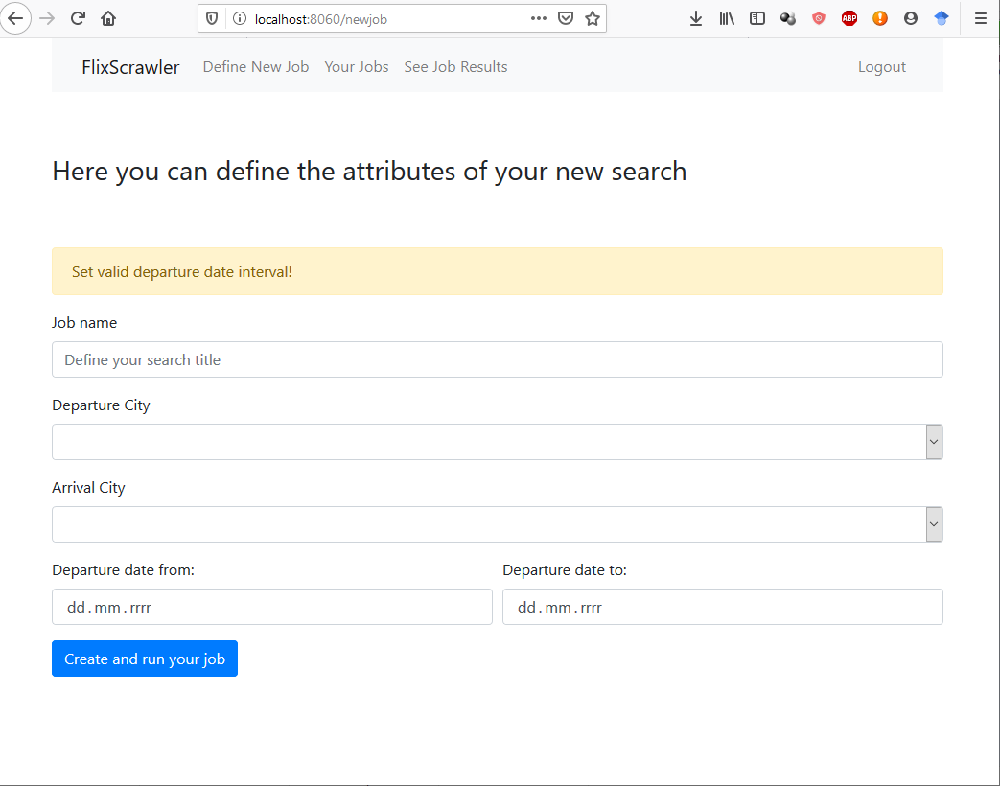 localhost:8060/newjob
ABP
FlixScrawler Define New Job Your Jobs See Job Results Logout
Here you can define the attributes of your new search
Set valid departure date interval!
Job name
Define your search title
Departure City
Arrival City
Departure date from: Departure date to:
dd.mm.rrrr dd.mm.rrrr
Create and run your job